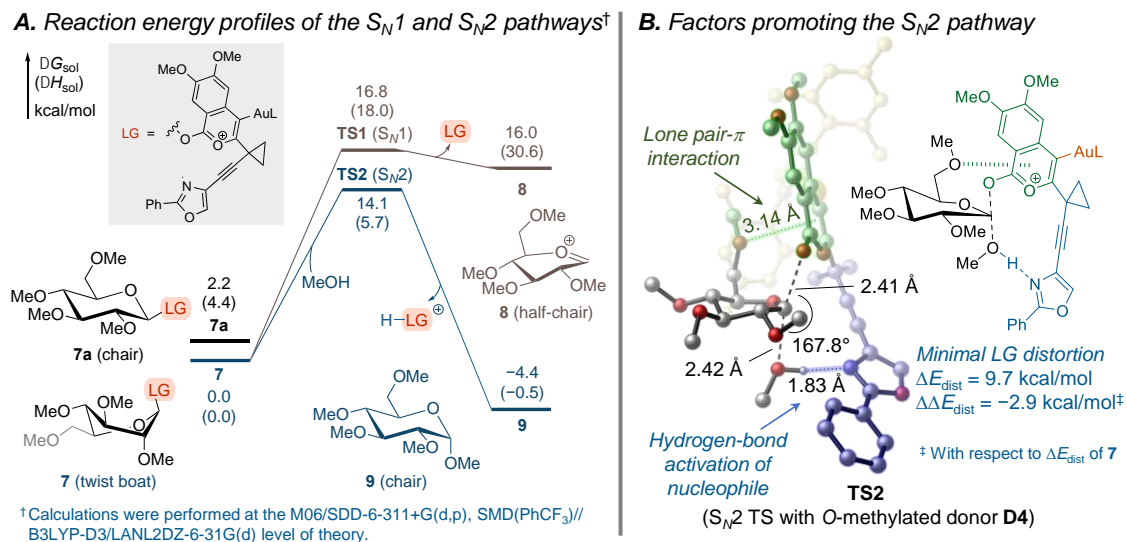 A. Reaction energy profiles of the SN1 and SN2 pathways†
DGsol
(DHsol)
kcal/mol
LG =
MeO
OMe
O
O
AuL
N
Ph
O
16.8
(18.0)
TS1 (SN1)
LG
16.0
(30.6)
8
TS2 (SN2)
14.1
(5.7)
MeOH
OMe
O
MeO
MeO
OMe
8 (half-chair)
OMe
O
MeO
MeO
OMe
LG
7a (chair)
2.2
(4.4)
7a
7
0.0
(0.0)
LG
OMe
MeO
O
MeO
OMe
7 (twist boat)
H–LG
OMe
O
MeO
MeO
MeO
OMe
9 (chair)
−4.4
(−0.5)
9
†Calculations were performed at the M06/SDD-6-311+G(d,p), SMD(PhCF3)//
B3LYP-D3/LANL2DZ-6-31G(d) level of theory.
B. Factors promoting the SN2 pathway
Lone pair-π
interaction
3.14 Å
2.41 Å
167.8°
2.42 Å
1.83 Å
Hydrogen-bond
activation of
nucleophile
TS2
(SN2 TS with O-methylated donor D4)
OMe
MeO
OMe
AuL
O
O
MeO
O
MeO
MeO
O
Me
H
N
Ph
O
Minimal LG distortion
ΔEdist = 9.7 kcal/mol
ΔΔEdist = −2.9 kcal/mol‡
‡ With respect to ΔEdist of 7